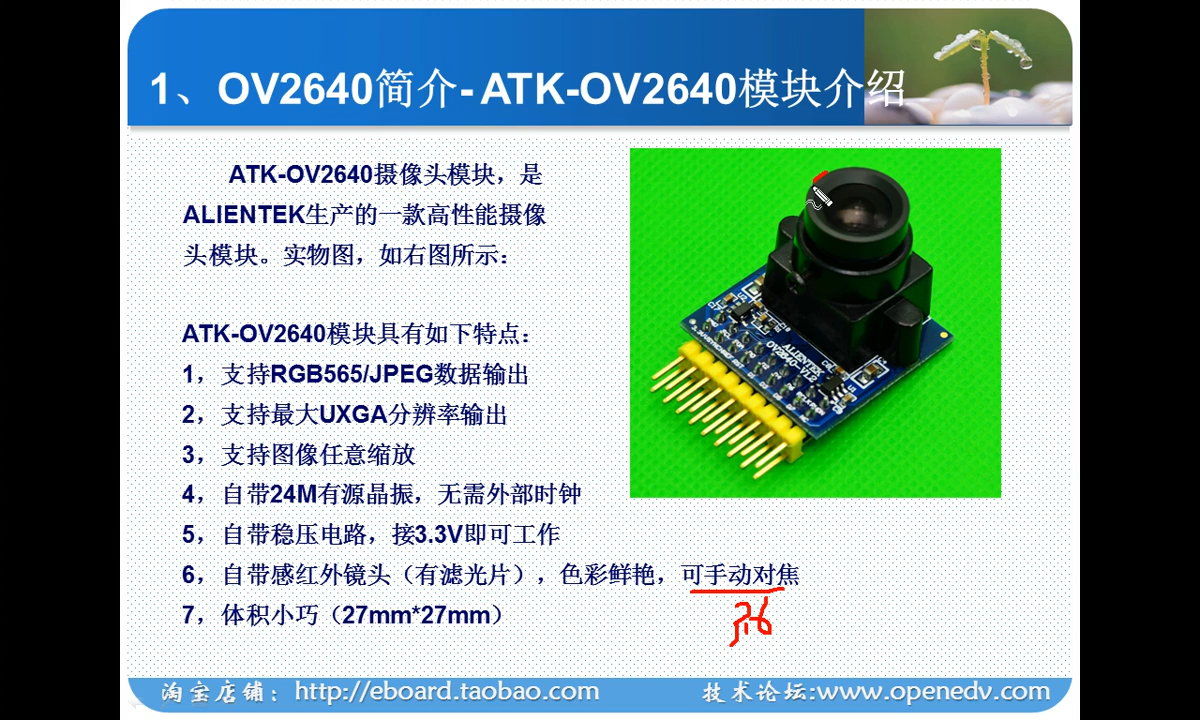 1、OV2640简介- ATK-OV2640模块介绍
ATK-OV2640摄像头模块，是
ALIENTEK生产的一款高性能摄像
头模块。实物图，如右图所示：
ATK-OV2640模块具有如下特点：
1，支持RGB565/JPEG数据输出
2，支持最大UXGA分辨率输出
3，支持图像任意缩放
4，自带24M有源晶振，无需外部时钟
5，自带稳压电路，接3.3V即可工作
6，自带感红外镜头（有滤光片），色彩鲜艳，可手动对焦
7，体积小巧（27mm*27mm）
ALIENTEK
OV2640-V1.2
淘宝店铺：http://eboard.taobao.com
技术论坛:www.openedv.com